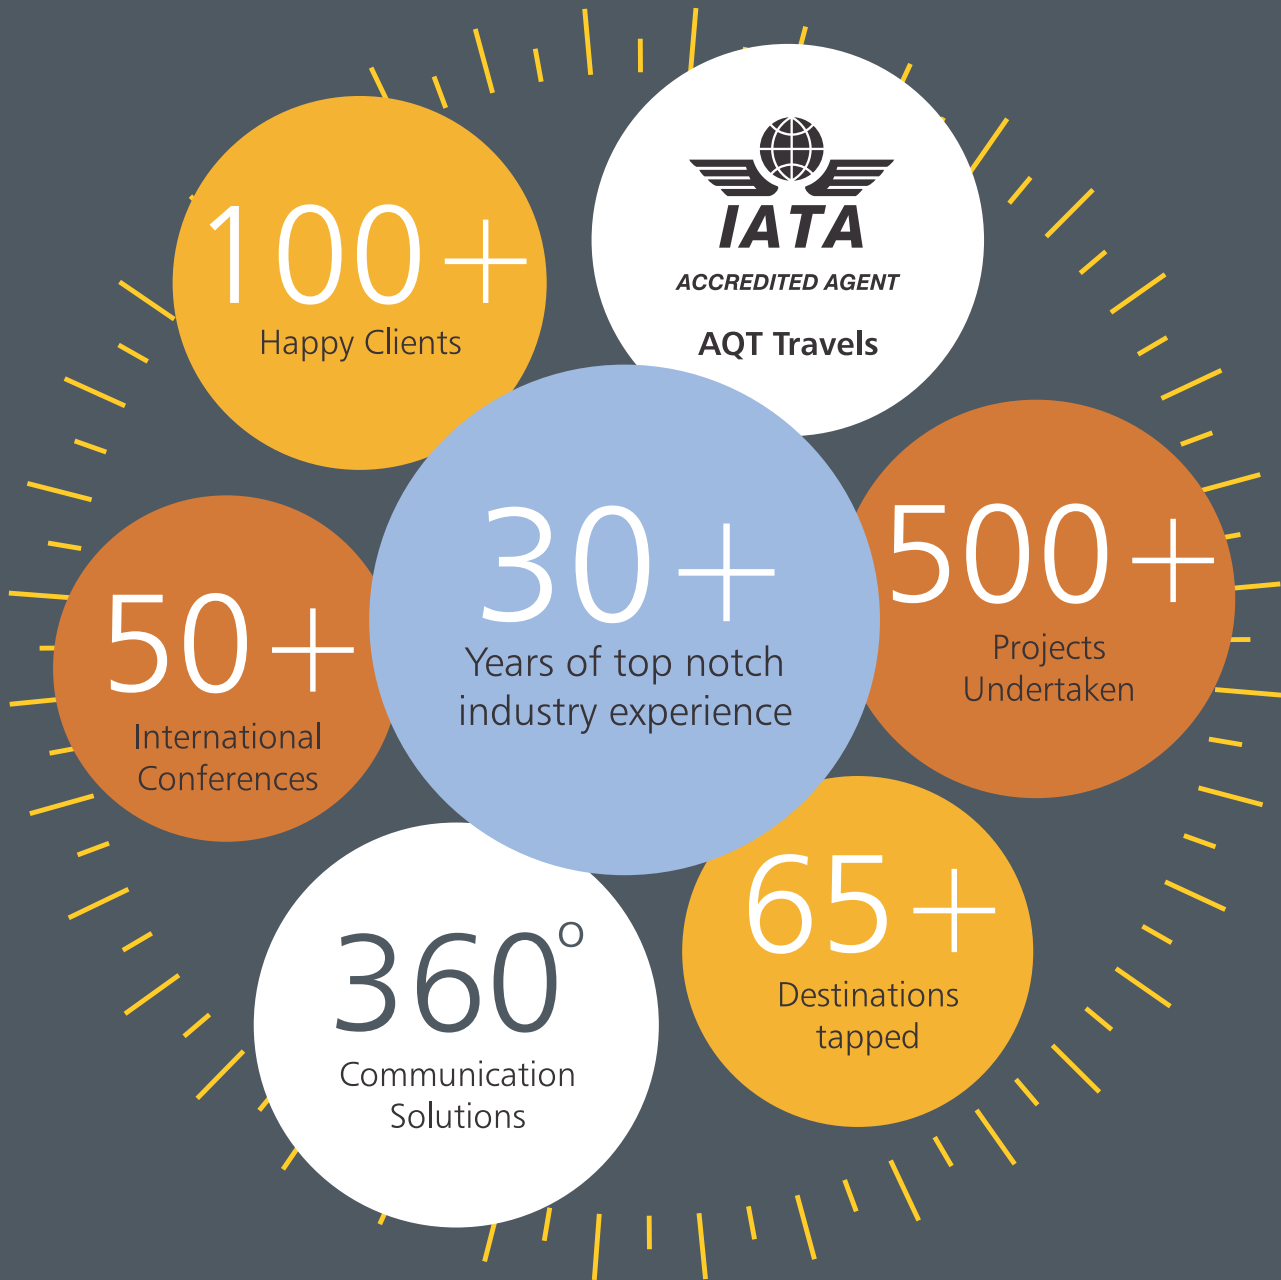 100+
Happy Clients
IATA
ACCREDITED AGENT
AQT Travels
30+
Years of top notch
industry experience
500+
Projects
Undertaken
50+
International
Conferences
65+
Destinations
tapped
360°
Communication
Solutions